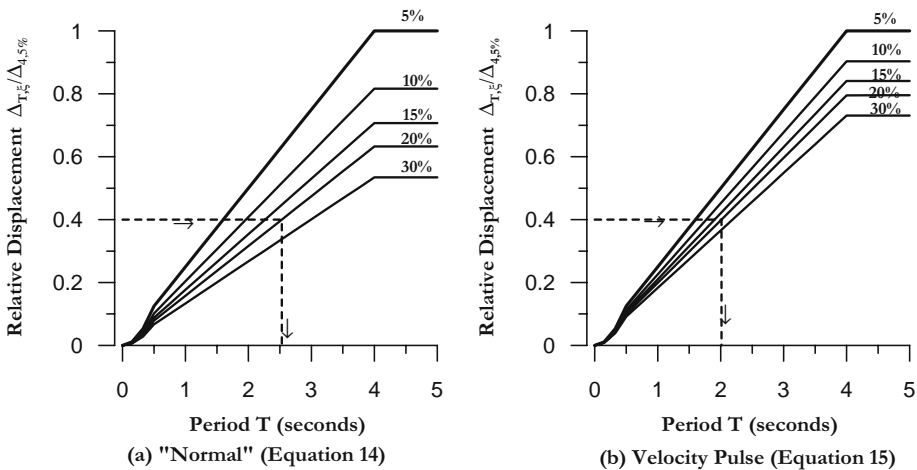 5%
5%
1
1
10%
10%
0.8
0.8
15%
15%
20%
20%
30%
30%
0.6
0.6
0.4
0.4
0.2
0.2
0
0
0 1 2 3 4 5
0 1 2 3 4 5
Relative Displacement ΔT,ξ/Δ4,5%
Relative Displacement ΔT,ξ/Δ4,5%
Period T (seconds)
Period T (seconds)
(a) "Normal" (Equation 14)
(b) Velocity Pulse (Equation 15)